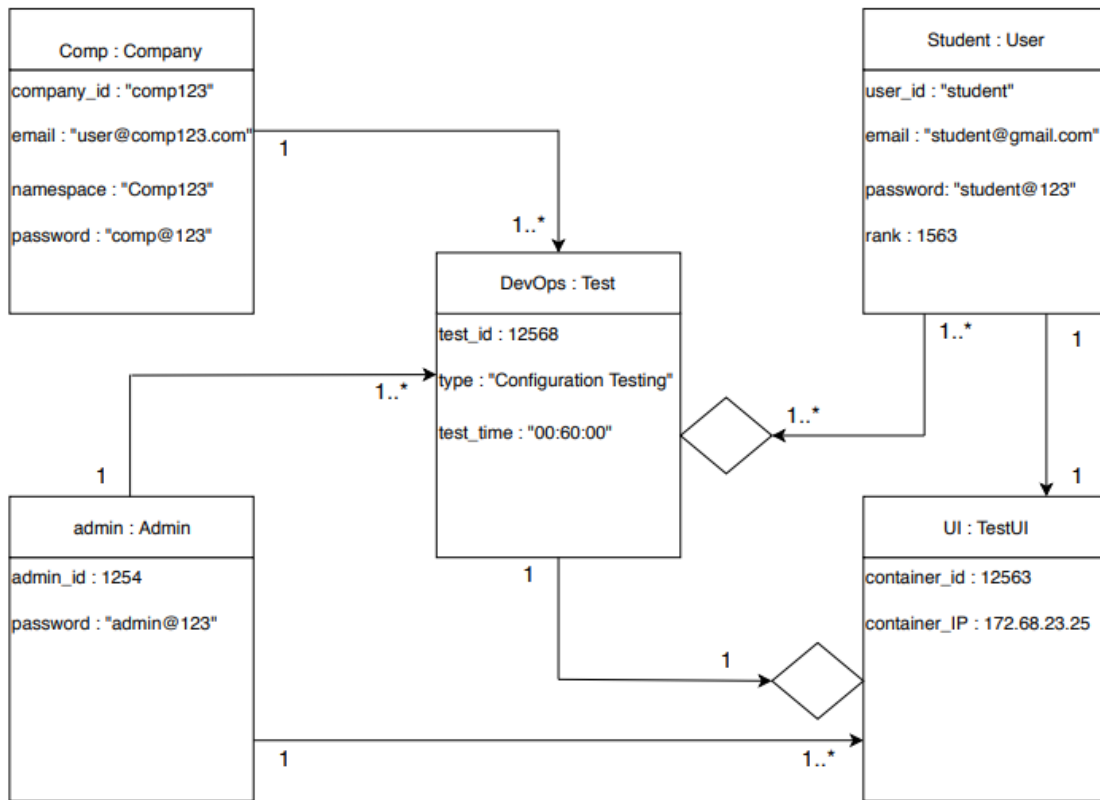 Comp : Company
company_id : "comp123"
email : "user@comp123.com"
namespace : "Comp123"
password : "comp@123"
Student : User
user_id : "student"
email : "student@gmail.com"
password: "student@123"
rank : 1563
1
1..*
DevOps : Test
test_id : 12568
type : "Configuration Testing"
test_time : "00:60:00"
1..*
1
1..*
1..*
1
1
admin : Admin
admin_id : 1254
password : "admin@123"
UI : TestUI
container_id : 12563
container_IP : 172.68.23.25
1
1
1
1..*